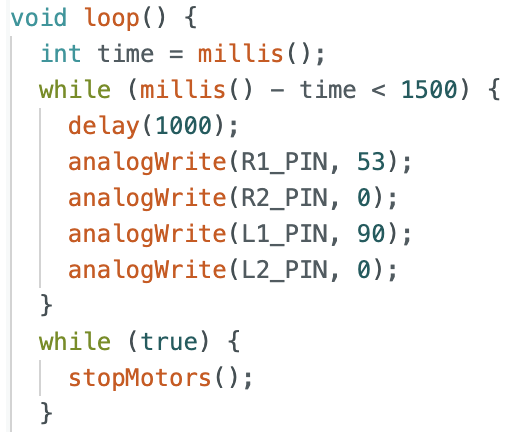 void loop() {
  int time = millis();
  while (millis() - time < 1500) {
    delay(1000);
    analogWrite(R1_PIN, 53);
    analogWrite(R2_PIN, 0);
    analogWrite(L1_PIN, 90);
    analogWrite(L2_PIN, 0);
  }
  while (true) {
    stopMotors();
  }